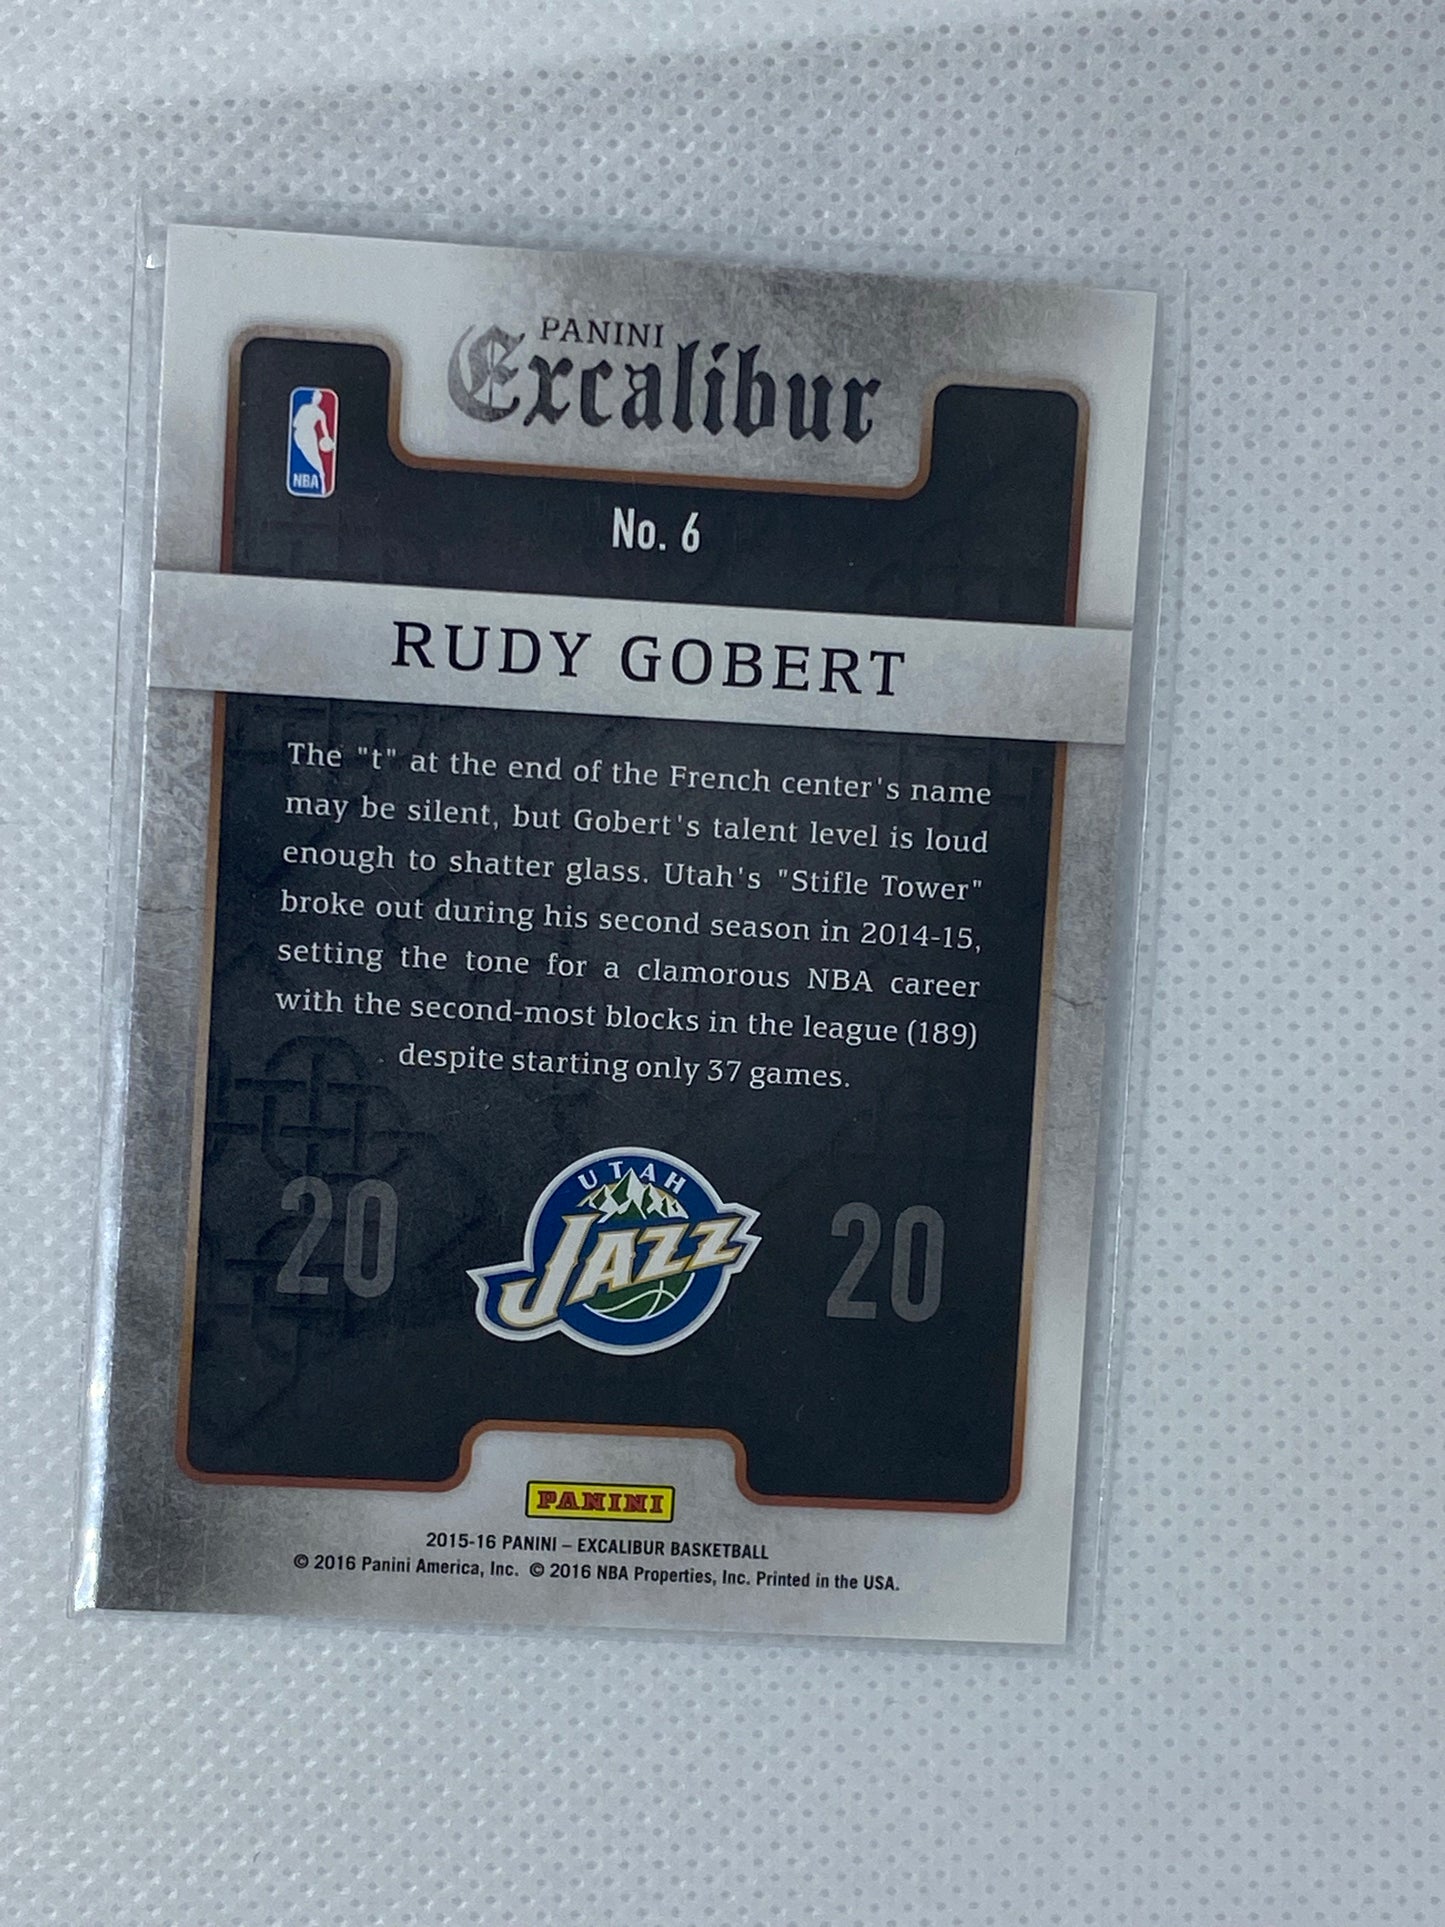 PANINI
Excalibur
NBA
No. 6
RUDY GOBERT
The "t" at the end of the French center's name
may be silent, but Gobert's talent level is loud
enough to shatter glass. Utah's "Stifle Tower"
broke out during his second season in 2014-15,
setting the tone for a clamorous NBA career
with the second-most blocks in the league (189)
despite starting only 37 games.
20 UTAH JAZZ 20
PANINI
2015-16 PANINI – EXCALIBUR BASKETBALL
© 2016 Panini America, Inc. © 2016 NBA Properties, Inc. Printed in the USA.